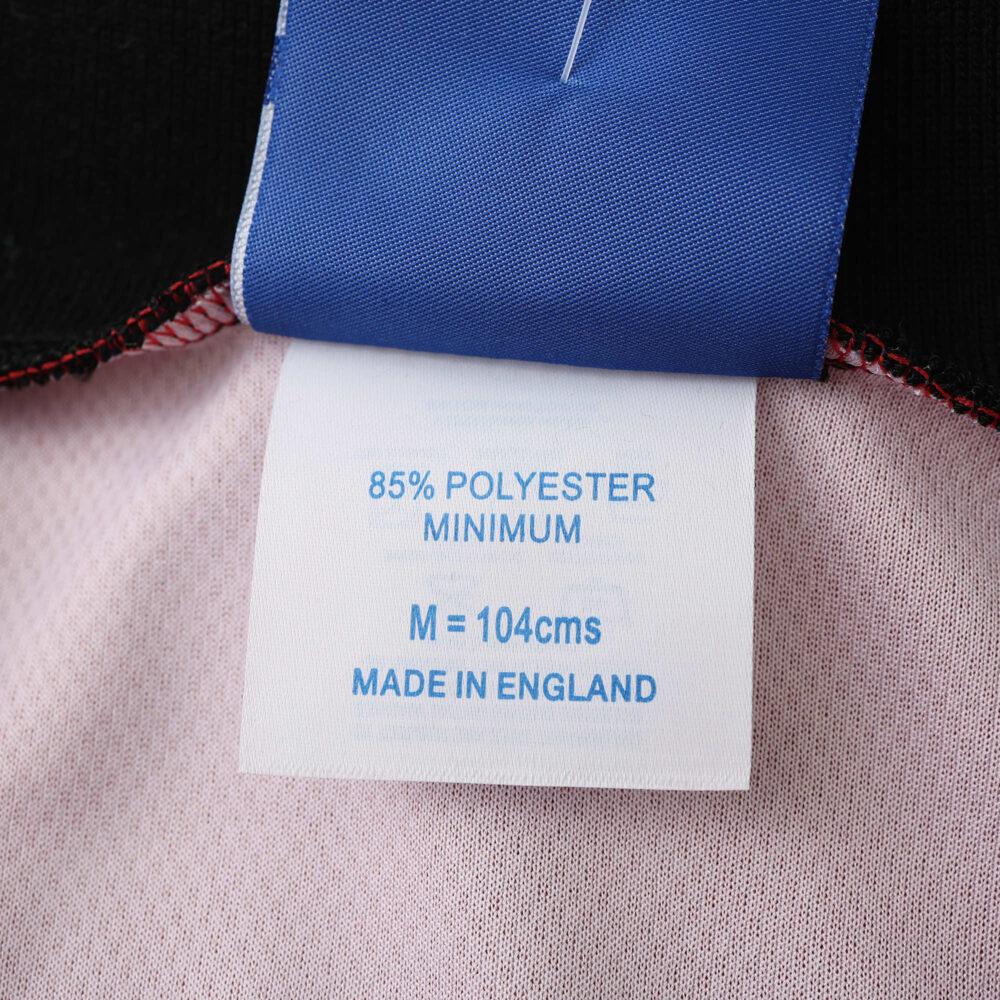 85% POLYESTER
MINIMUM
M = 104cms
MADE IN ENGLAND